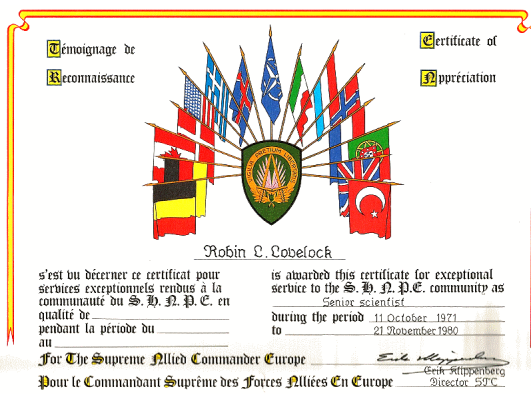 Témoignage de
Reconnaissance
Certificate of
Appréciation
Robin L. Lovelock
s'est vu décerner ce certificat pour
services exceptionnels rendus à la
communauté du S. H. A. P. E. en
qualité de
pendant la période du
au
is awarded this certificate for exceptional
service to the S. H. A. P. E. community as
Senior scientist
during the period 11 October 1971
to 21 November 1980
For The Supreme Allied Commander Europe
Pour le Commandant Suprême des Forces Alliées En Europe
Erik Klippenberg
Erik Klippenberg
Director STC